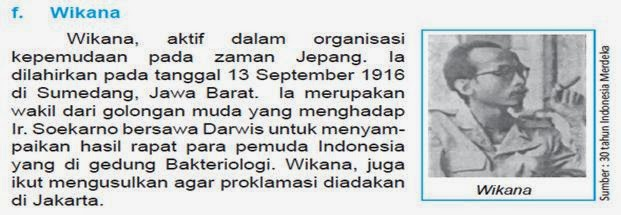 f. Wikana
Wikana, aktif dalam organisasi
kepemudaan pada zaman Jepang. Ia
dilahirkan pada tanggal 13 September 1916
di Sumedang, Jawa Barat. Ia merupakan
wakil dari golongan muda yang menghadap
Ir. Soekarno bersawa Darwis untuk menyam-
paikan hasil rapat para pemuda Indonesia
yang di gedung Bakteriologi. Wikana, juga
ikut mengusulkan agar proklamasi diadakan
di Jakarta.
Wikana
Sumber : 30 tahun Indonesia Merdeka